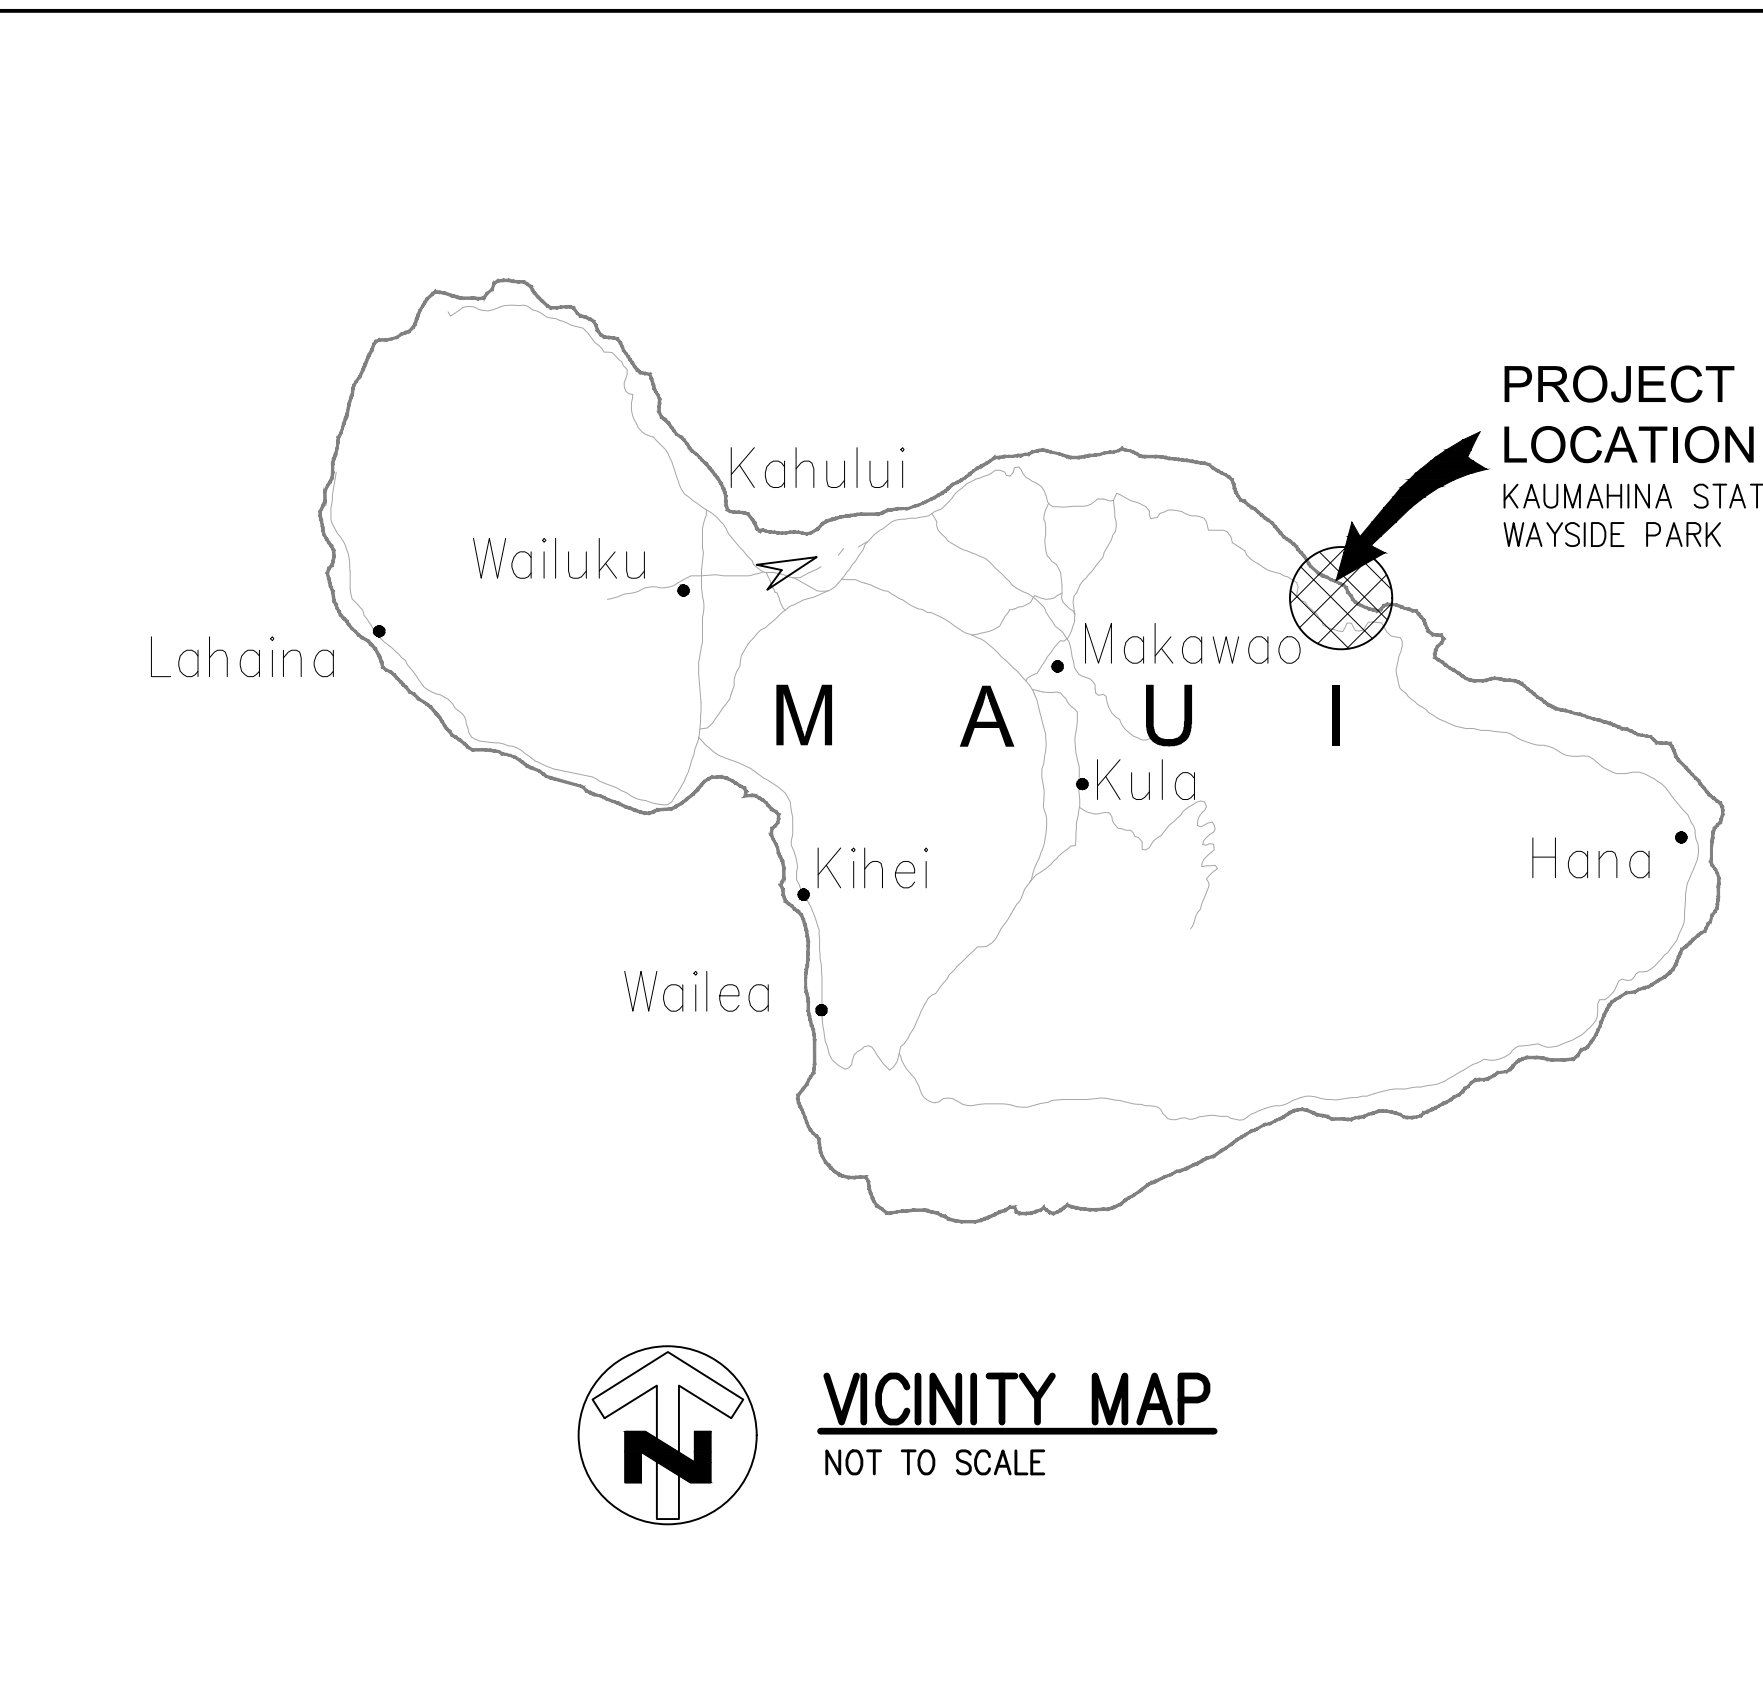 PROJECT
LOCATION
KAUMAHINA STAT
WAYSIDE PARK
Kahului
Wailuku
Lahaina
Makawao
M A U I
Kula
Hana
Kihei
Wailea
N
VICINITY MAP
NOT TO SCALE